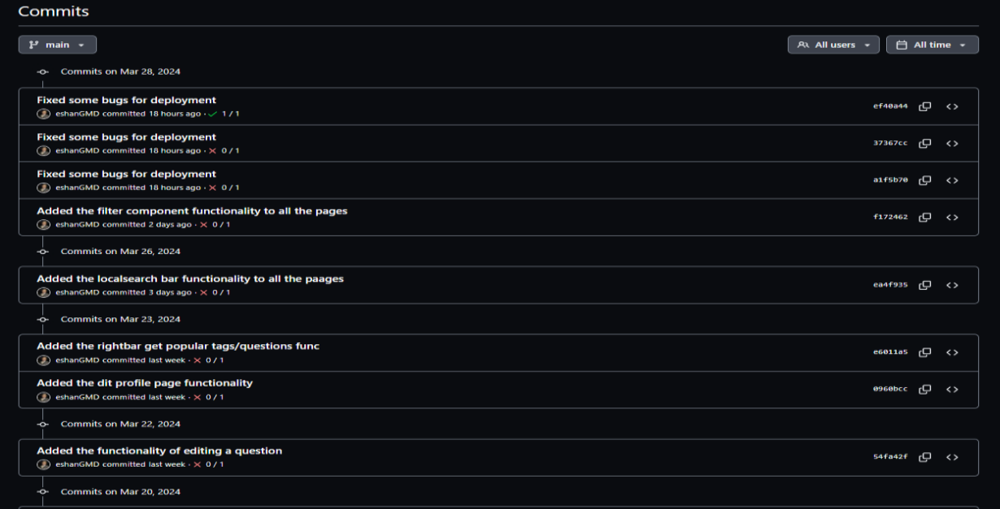 Commits
main
All users
All time
Commits on Mar 28, 2024
Fixed some bugs for deployment
eshanGMD committed 18 hours ago · 1 / 1
ef40a44
Fixed some bugs for deployment
eshanGMD committed 18 hours ago · 0 / 1
37367cc
Fixed some bugs for deployment
eshanGMD committed 18 hours ago · 0 / 1
a1f5b70
Added the filter component functionality to all the pages
eshanGMD committed 2 days ago · 0 / 1
f172462
Commits on Mar 26, 2024
Added the localsearch bar functionality to all the paages
eshanGMD committed 3 days ago · 0 / 1
ea4f935
Commits on Mar 23, 2024
Added the rightbar get popular tags/questions func
eshanGMD committed last week · 0 / 1
e6011a5
Added the dit profile page functionality
eshanGMD committed last week · 0 / 1
0960bcc
Commits on Mar 22, 2024
Added the functionality of editing a question
eshanGMD committed last week · 0 / 1
54fa42f
Commits on Mar 20, 2024